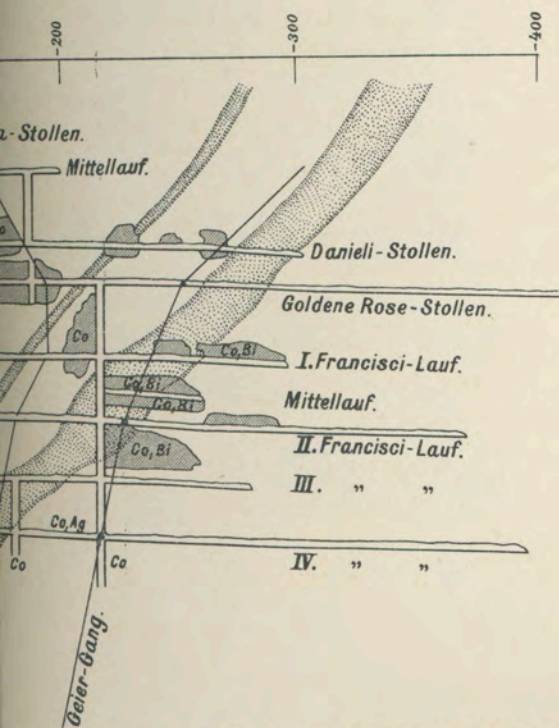 -200
-300
-400
a-Stollen.
Mittellauf.
Danieli-Stollen.
Goldene Rose-Stollen.
Co
Co,Bi
I. Francisci-Lauf.
Co,Bi
Co,Bi
Mittellauf.
Co,Bi
II. Francisci-Lauf.
III. „ „
Co,Ag
Co
Co
IV. „ „
Geier-Gang.